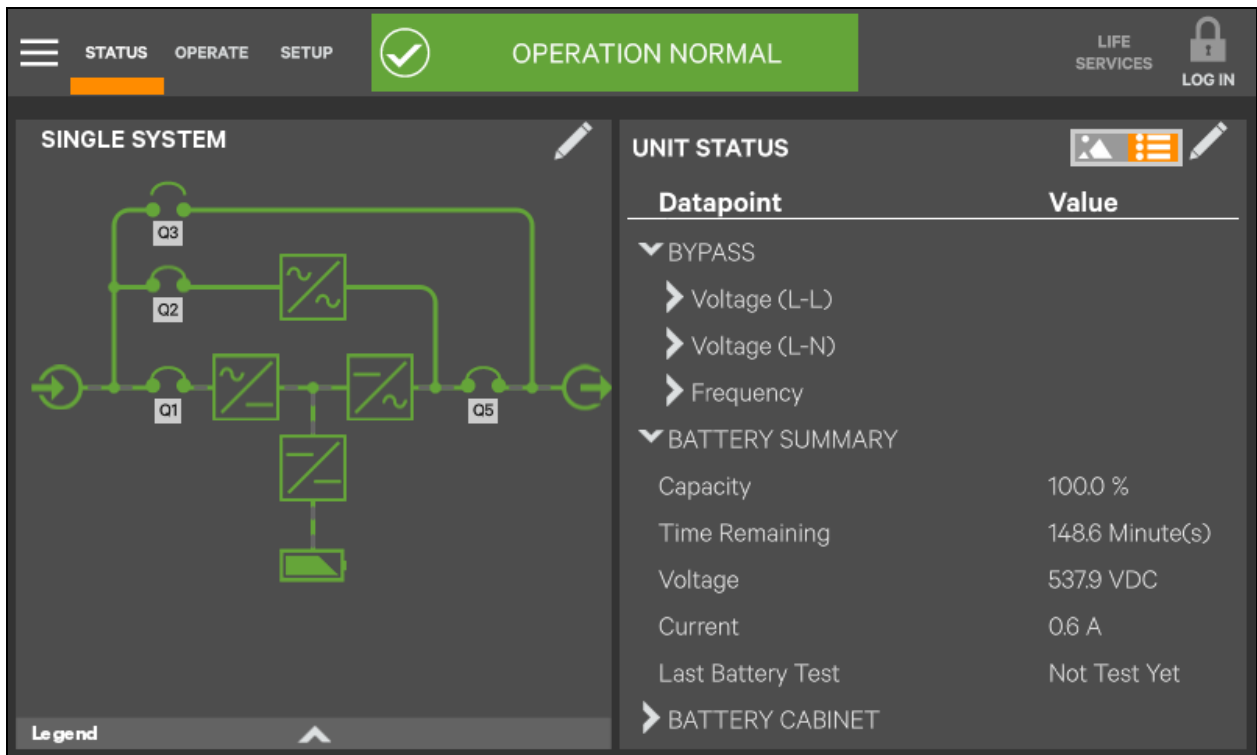 STATUS OPERATE SETUP
OPERATION NORMAL
LIFE
SERVICES
LOG IN
SINGLE SYSTEM
Q3
Q2
Q1
Q5
Legend
UNIT STATUS
Datapoint Value
BYPASS
Voltage (L-L)
Voltage (L-N)
Frequency
BATTERY SUMMARY
Capacity 100.0 %
Time Remaining 148.6 Minute(s)
Voltage 537.9 VDC
Current 0.6 A
Last Battery Test Not Test Yet
BATTERY CABINET